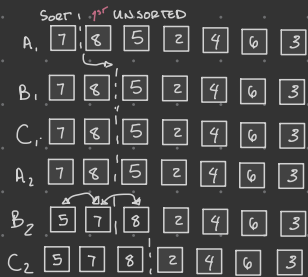 SORT UNSORTED
A₁ 7 8 5 2 4 6 3
B₁ 7 8 5 2 4 6 3
C₁ 7 8 5 2 4 6 3
A₂ 7 8 5 2 4 6 3
B₂ 5 7 8 2 4 6 3
C₂ 5 7 8 2 4 6 3